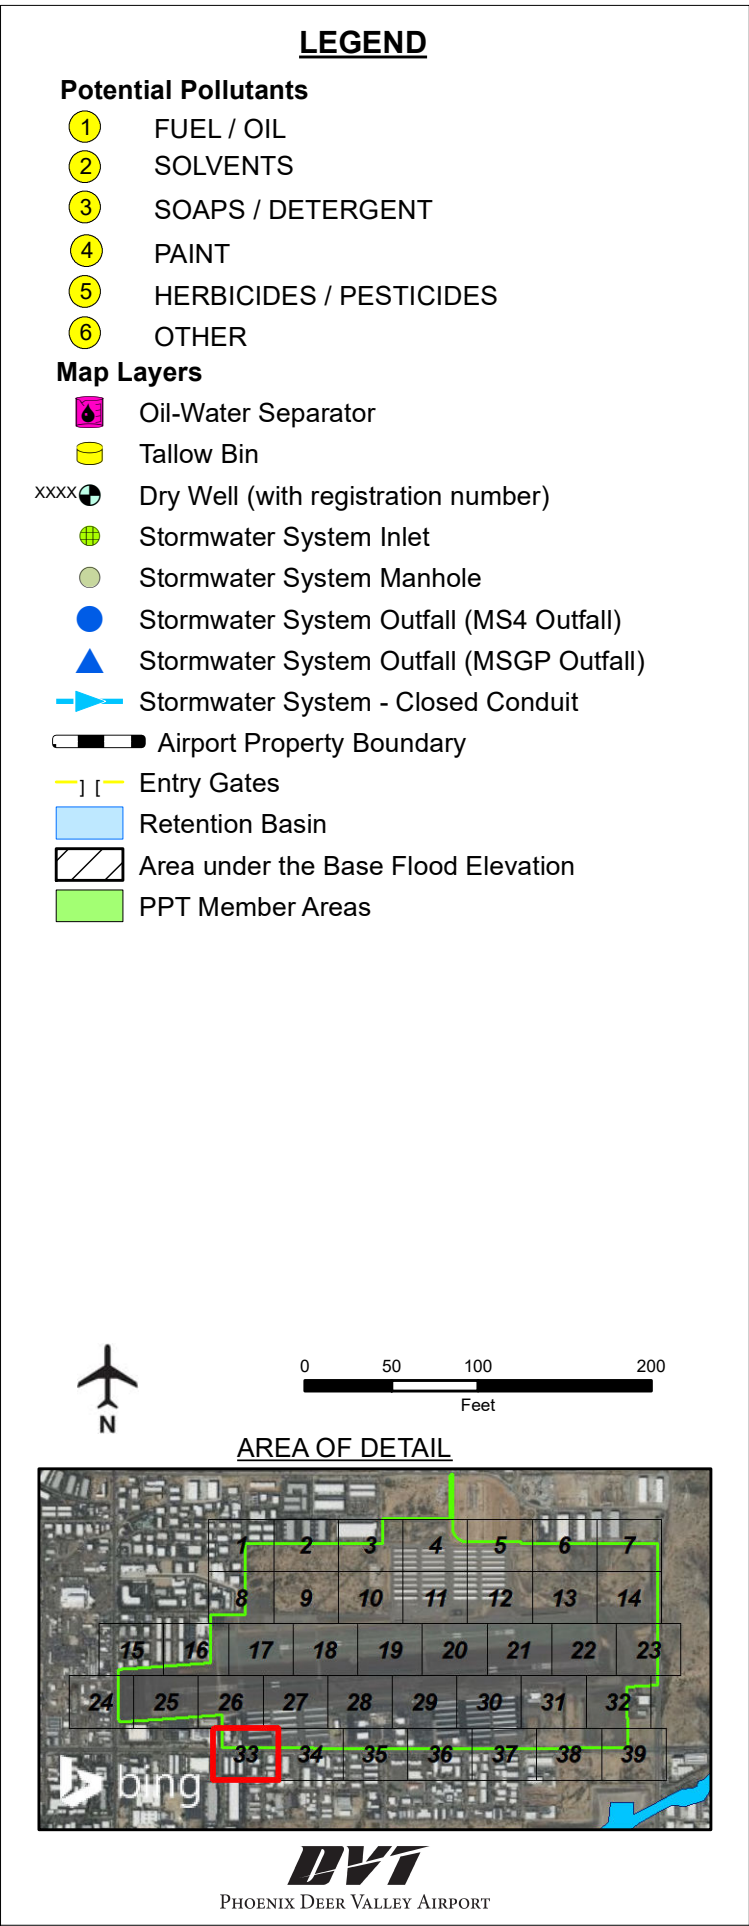 LEGEND
Potential Pollutants
1 FUEL / OIL
2 SOLVENTS
3 SOAPS / DETERGENT
4 PAINT
5 HERBICIDES / PESTICIDES
6 OTHER
Map Layers
Oil-Water Separator
Tallow Bin
XXXX Dry Well (with registration number)
Stormwater System Inlet
Stormwater System Manhole
Stormwater System Outfall (MS4 Outfall)
Stormwater System Outfall (MSGP Outfall)
Stormwater System - Closed Conduit
Airport Property Boundary
] [ Entry Gates
Retention Basin
Area under the Base Flood Elevation
PPT Member Areas
N
0 50 100 200
Feet
AREA OF DETAIL
1 2 3 4 5 6 7
8 9 10 11 12 13 14
15 16 17 18 19 20 21 22 23
24 25 26 27 28 29 30 31 32
33 34 35 36 37 38 39
bing
DVT
PHOENIX DEER VALLEY AIRPORT